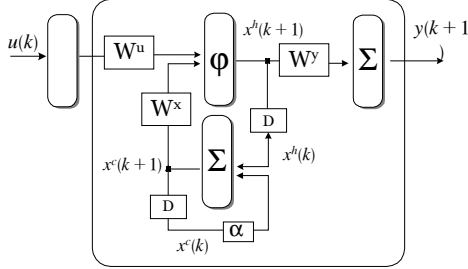 u(k)
W^u
φ
x^h(k+1)
W^y
Σ
y(k+1
)
W^x
D
Σ
x^h(k)
x^c(k+1)
D
α
x^c(k)